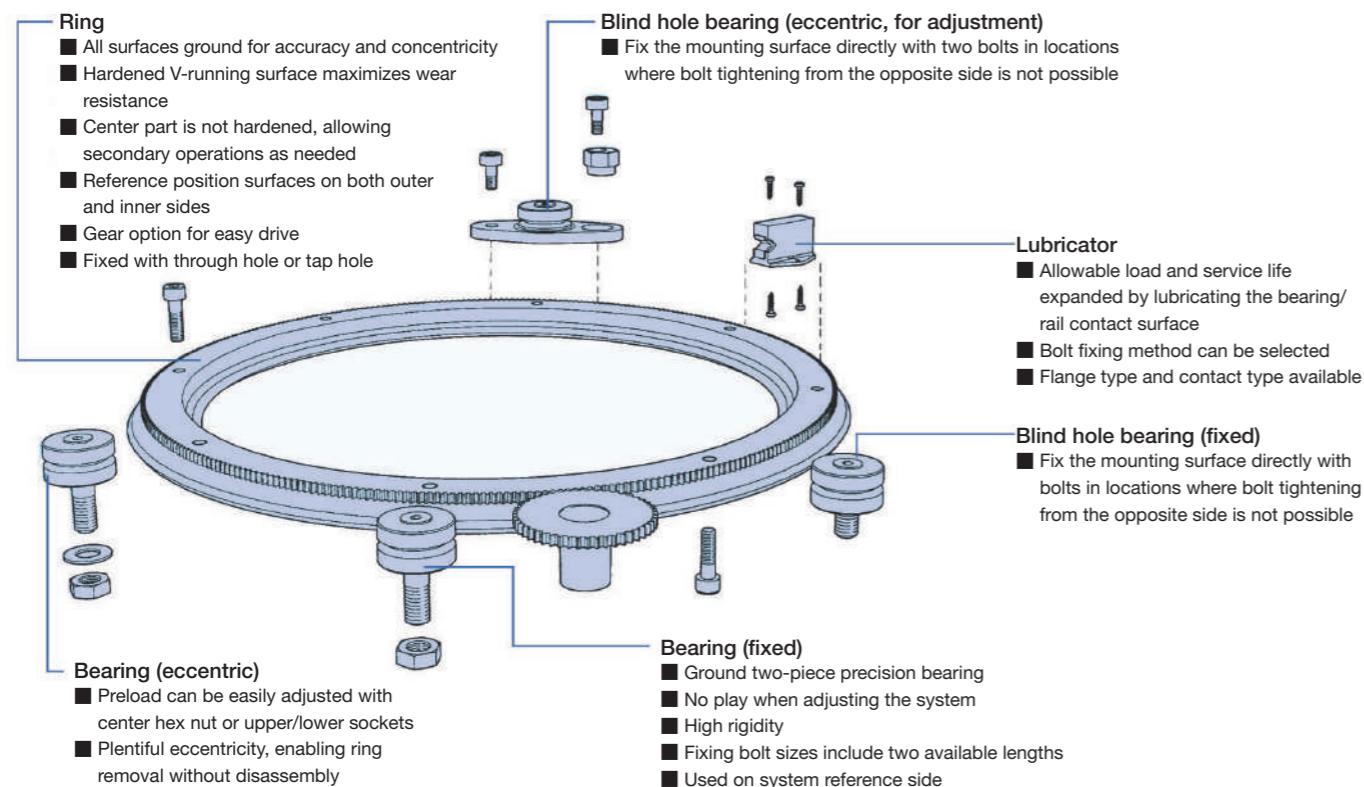 Ring
■ All surfaces ground for accuracy and concentricity
■ Hardened V-running surface maximizes wear
resistance
■ Center part is not hardened, allowing
secondary operations as needed
■ Reference position surfaces on both outer
and inner sides
■ Gear option for easy drive
■ Fixed with through hole or tap hole
Blind hole bearing (eccentric, for adjustment)
■ Fix the mounting surface directly with two bolts in locations
where bolt tightening from the opposite side is not possible
Lubricator
■ Allowable load and service life
expanded by lubricating the bearing/
rail contact surface
■ Bolt fixing method can be selected
■ Flange type and contact type available
Blind hole bearing (fixed)
■ Fix the mounting surface directly with
bolts in locations where bolt tightening
from the opposite side is not possible
Bearing (eccentric)
■ Preload can be easily adjusted with
center hex nut or upper/lower sockets
■ Plentiful eccentricity, enabling ring
removal without disassembly
Bearing (fixed)
■ Ground two-piece precision bearing
■ No play when adjusting the system
■ High rigidity
■ Fixing bolt sizes include two available lengths
■ Used on system reference side